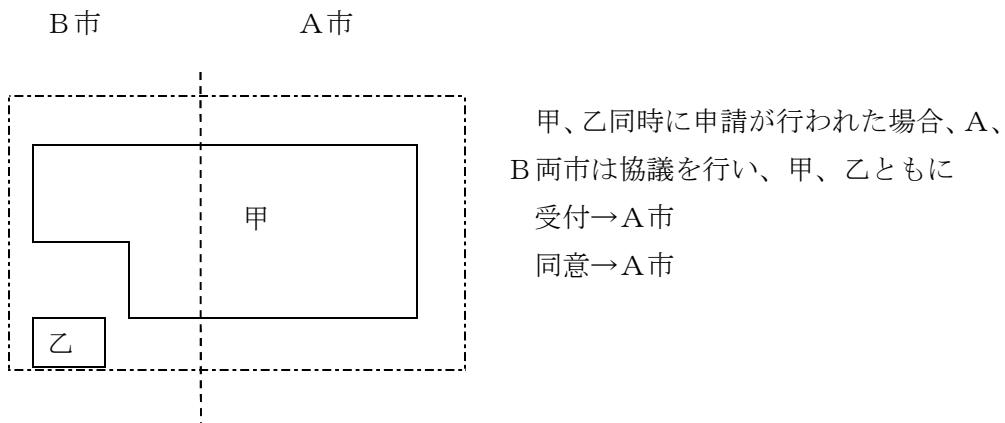 B市 A市
甲、乙同時に申請が行われた場合、A、
B両市は協議を行い、甲、乙ともに
甲
受付→A市
同意→A市
乙